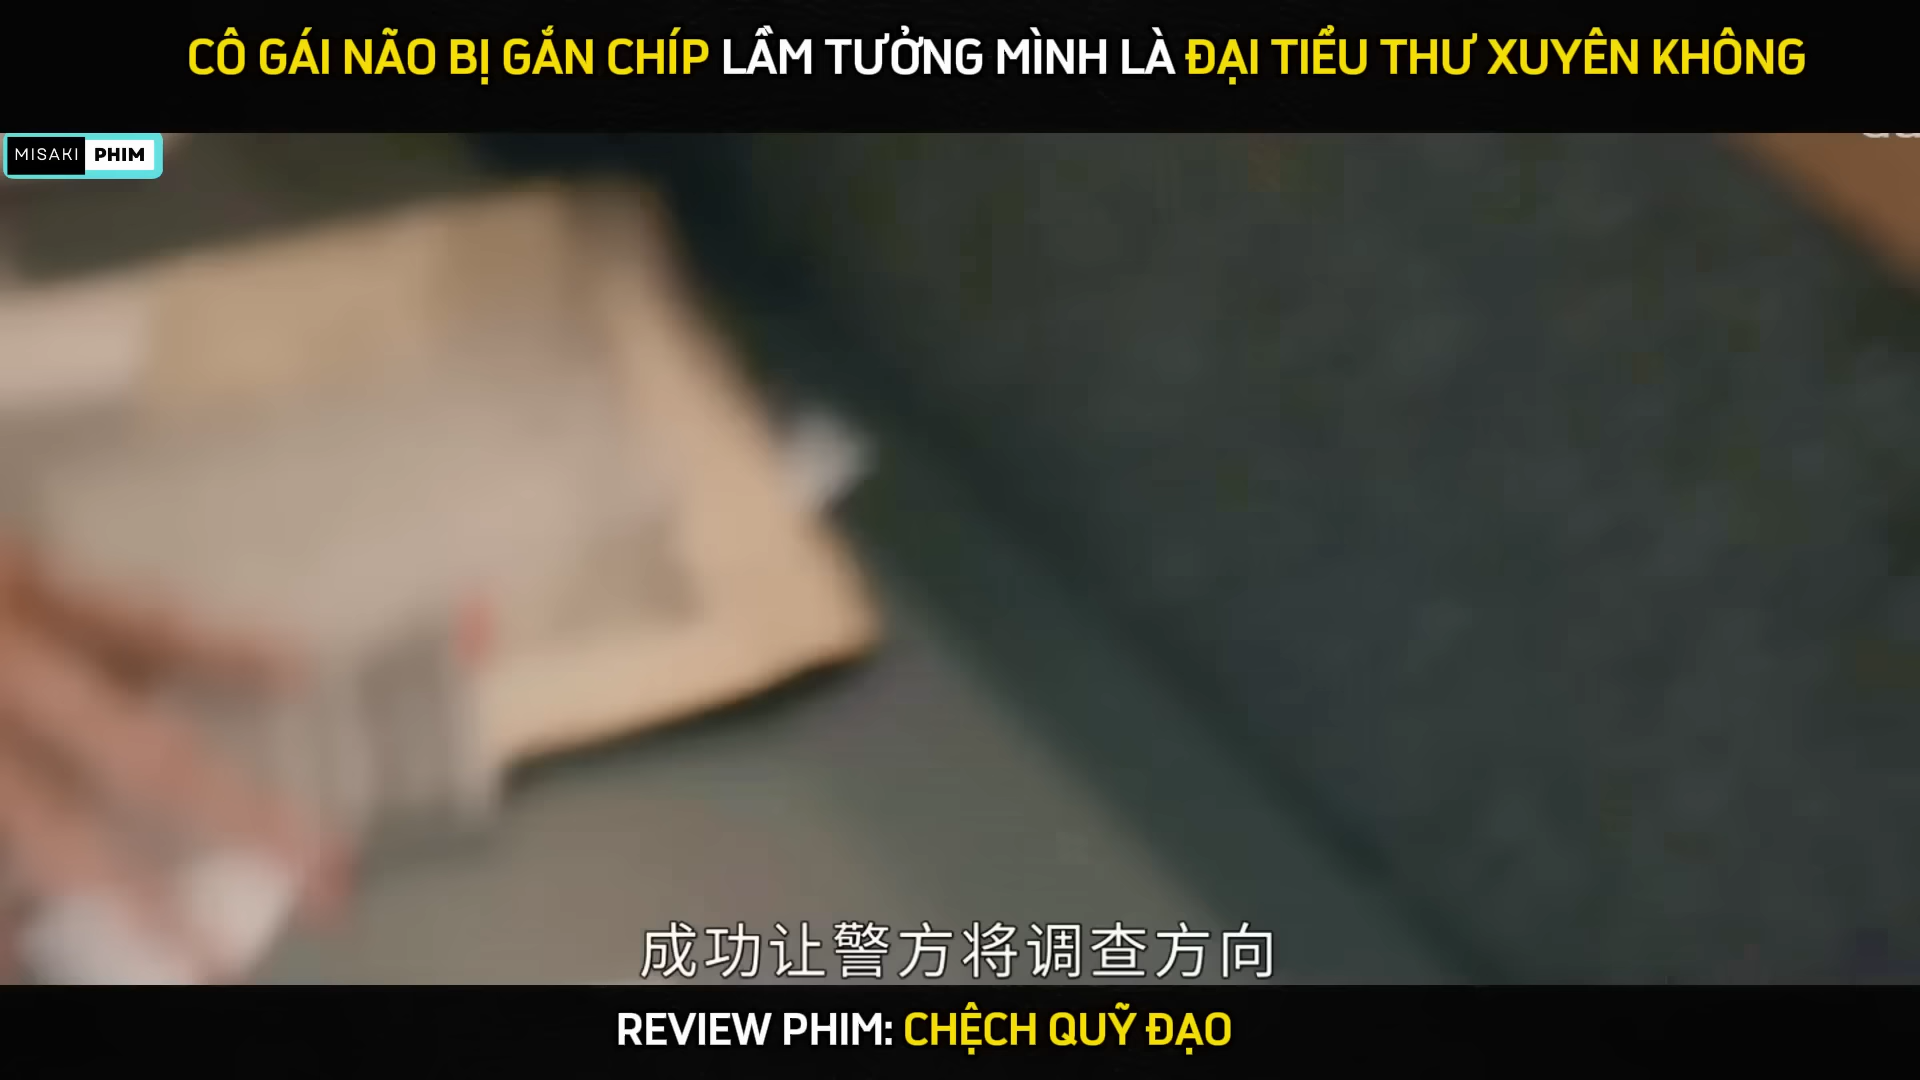 CÔ GÁI NÃO BỊ GẮN CHÍP LẦM TƯỞNG MÌNH LÀ ĐẠI TIỂU THƯ XUYÊN KHÔNG
MISAKI PHIM
成功让警方将调查方向
REVIEW PHIM: CHỆCH QUỸ ĐẠO